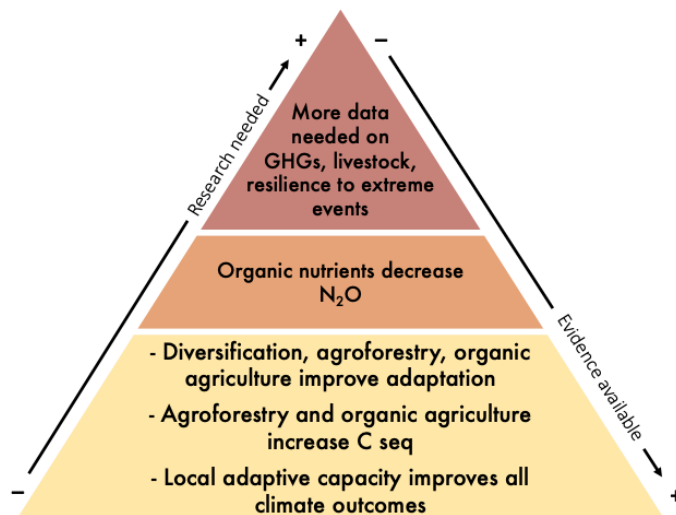 +
−
Research needed
More data
needed on
GHGs, livestock,
resilience to extreme
events
Organic nutrients decrease
N₂O
Evidence available
- Diversification, agroforestry, organic
agriculture improve adaptation
- Agroforestry and organic agriculture
increase C seq
- Local adaptive capacity improves all
climate outcomes
−
+